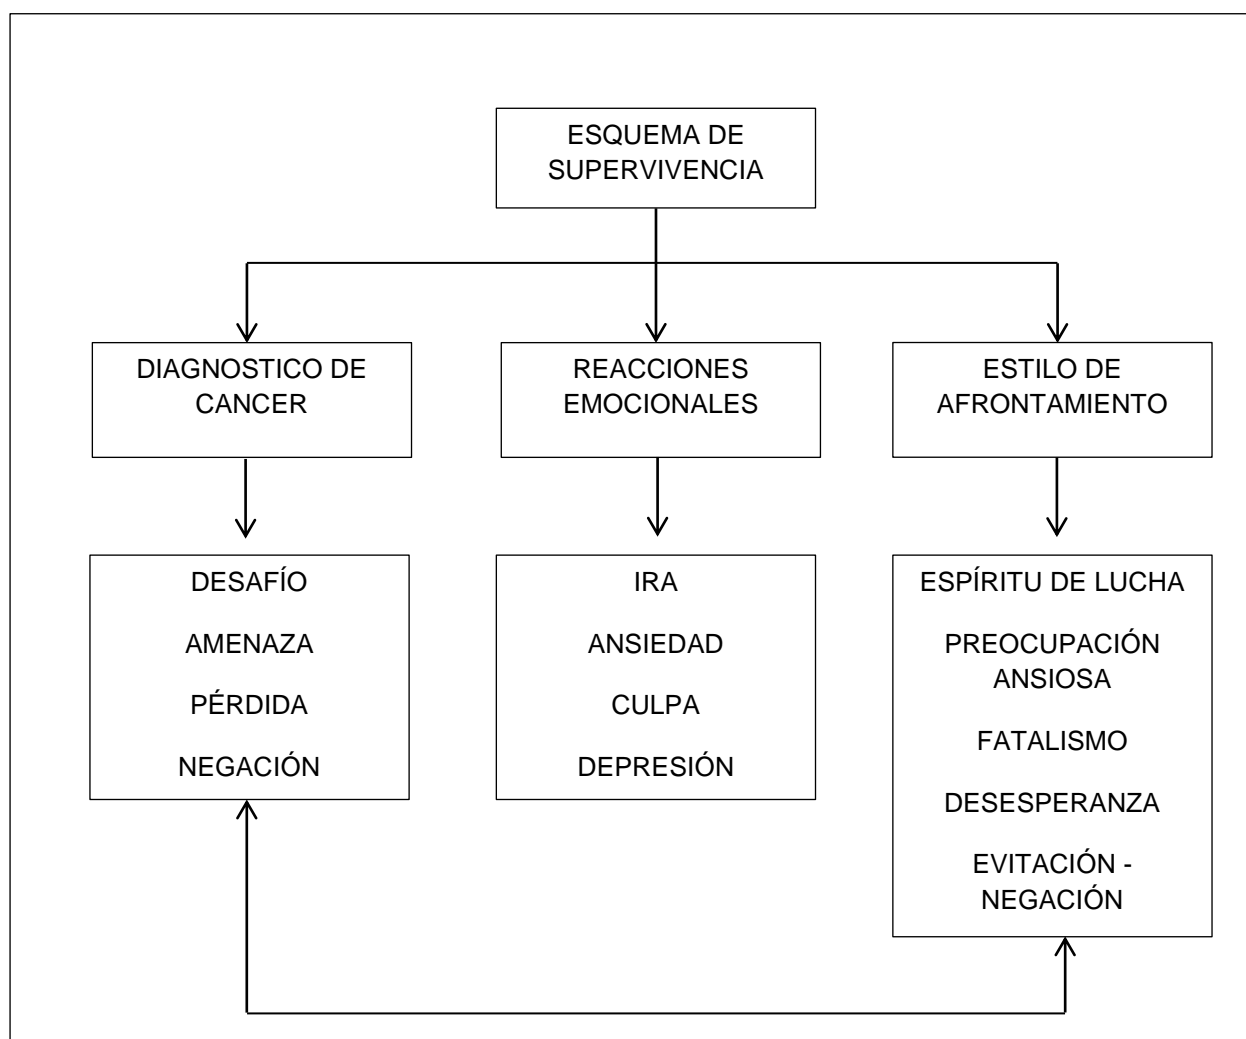 ESQUEMA DE
SUPERVIVENCIA
DIAGNOSTICO DE
CANCER
REACCIONES
EMOCIONALES
ESTILO DE
AFRONTAMIENTO
DESAFÍO
AMENAZA
PÉRDIDA
NEGACIÓN
IRA
ANSIEDAD
CULPA
DEPRESIÓN
ESPÍRITU DE LUCHA
PREOCUPACIÓN
ANSIOSA
FATALISMO
DESESPERANZA
EVITACIÓN -
NEGACIÓN